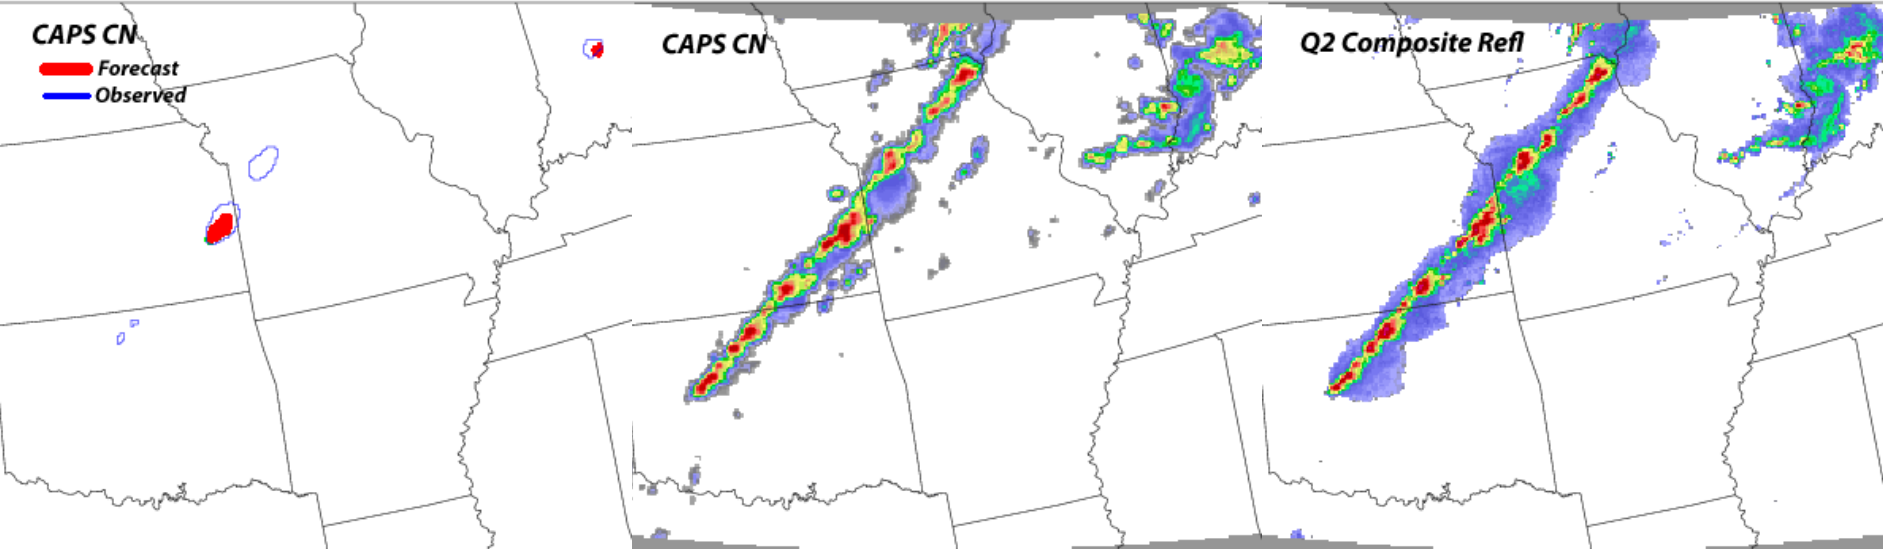 CAPS CN
Forecast
Observed
CAPS CN
Q2 Composite Refl